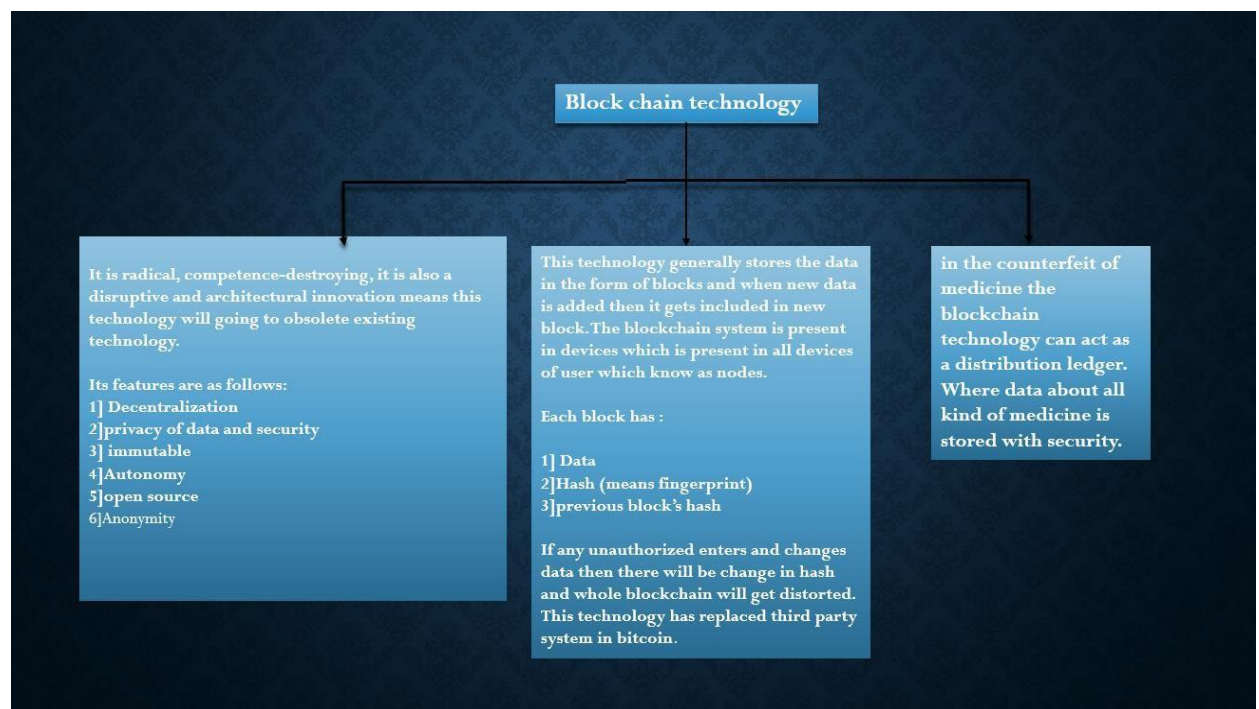 Block chain technology
It is radical, competence-destroying, it is also a
disruptive and architectural innovation means this
technology will going to obsolete existing
technology.
Its features are as follows:
1] Decentralization
2]privacy of data and security
3] immutable
4]Autonomy
5]open source
6]Anonymity
This technology generally stores the data
in the form of blocks and when new data
is added then it gets included in new
block.The blockchain system is present
in devices which is present in all devices
of user which know as nodes.
Each block has :
1] Data
2]Hash (means fingerprint)
3]previous block’s hash
If any unauthorized enters and changes
data then there will be change in hash
and whole blockchain will get distorted.
This technology has replaced third party
system in bitcoin.
in the counterfeit of
medicine the
blockchain
technology can act as
a distribution ledger.
Where data about all
kind of medicine is
stored with security.